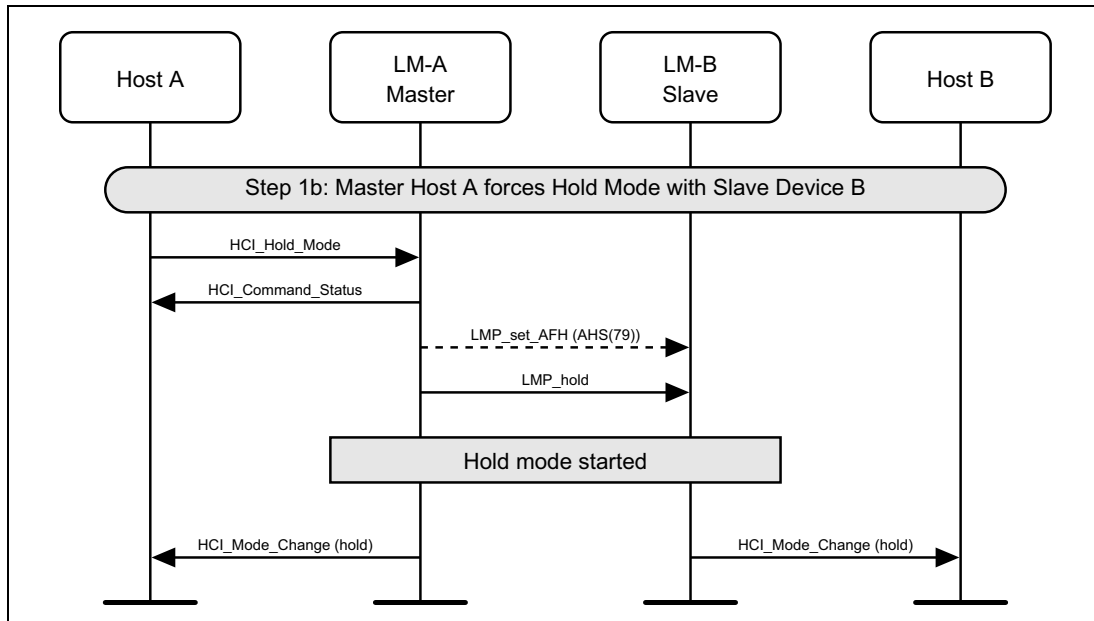 Host A
LM-A
Master
LM-B
Slave
Host B
Step 1b: Master Host A forces Hold Mode with Slave Device B
HCI_Hold_Mode
HCI_Command_Status
LMP_set_AFH (AHS(79))
LMP_hold
Hold mode started
HCI_Mode_Change (hold)
HCI_Mode_Change (hold)